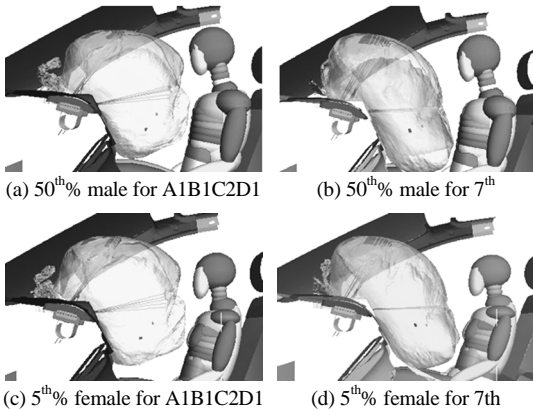 (a) 50th% male for A1B1C2D1
(b) 50th% male for 7th
(c) 5th% female for A1B1C2D1
(d) 5th% female for 7th